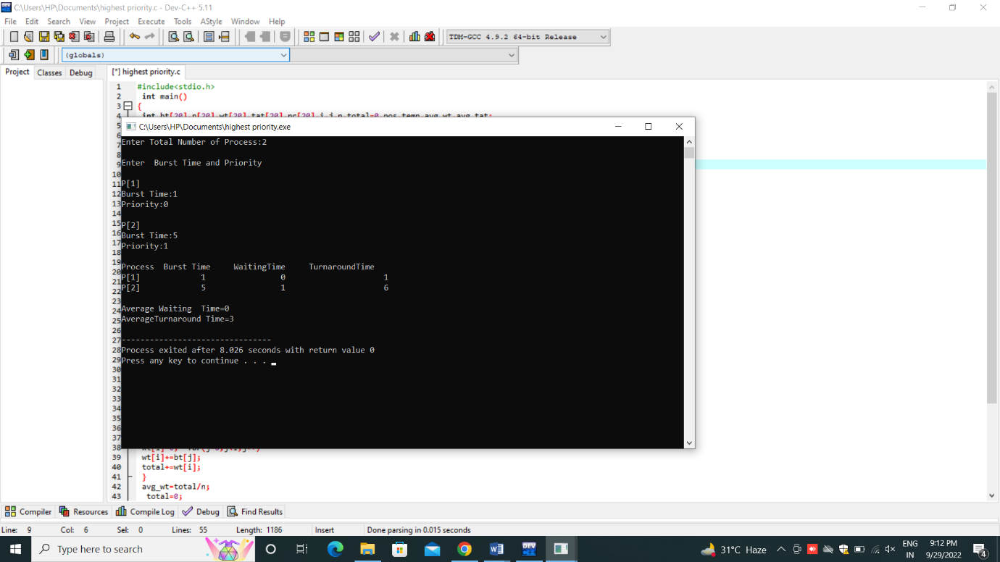 C:\Users\HP\Documents\highest priority.c - Dev-C++ 5.11
File Edit Search View Project Execute Tools AStyle Window Help
TDM-GCC 4.9.2 64-bit Release
(globals)
Project Classes Debug
[*] highest priority.c
1 #include<stdio.h>
2 int main()
3 {
4 int bt[20],p[20],wt[20],tat[20],pr[20],i,j,n,total=0,pos,temp,avg_wt,avg_tat;
C:\Users\HP\Documents\highest priority.exe
5
6 Enter Total Number of Process:2
7
8
9 Enter  Burst Time and Priority
10
11 P[1]
12 Burst Time:1
13 Priority:0
14
15 P[2]
16 Burst Time:5
17 Priority:1
18
19 Process  Burst Time     WaitingTime     TurnaroundTime
20
21 P[1] 1 0 1
22 P[2] 5 1 6
23
24 Average Waiting  Time=0
25 AverageTurnaround Time=3
26
27 --------------------------------
28 Process exited after 8.026 seconds with return value 0
29 Press any key to continue . . .
30
31
32
33
34
35
36
37
38
39 wt[i]+=bt[j];
40 total+=wt[i];
41 }
42 avg_wt=total/n;
43 total=0;
Compiler Resources Compile Log Debug Find Results
Line: 9 Col: 6 Sel: 0 Lines: 55 Length: 1186 Insert Done parsing in 0.015 seconds
Type here to search
DEV
31°C Haze
ENG
IN
9:12 PM
9/29/2022
4